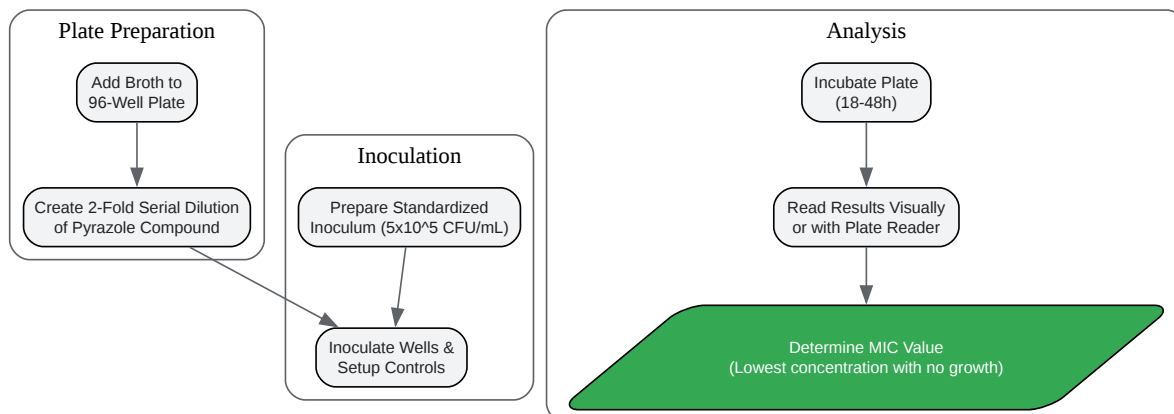 Plate Preparation
Add Broth to
96-Well Plate
Create 2-Fold Serial Dilution
of Pyrazole Compound
Inoculation
Prepare Standardized
Inoculum (5x10^5 CFU/mL)
Inoculate Wells &
Setup Controls
Analysis
Incubate Plate
(18-48h)
Read Results Visually
or with Plate Reader
Determine MIC Value
(Lowest concentration with no growth)